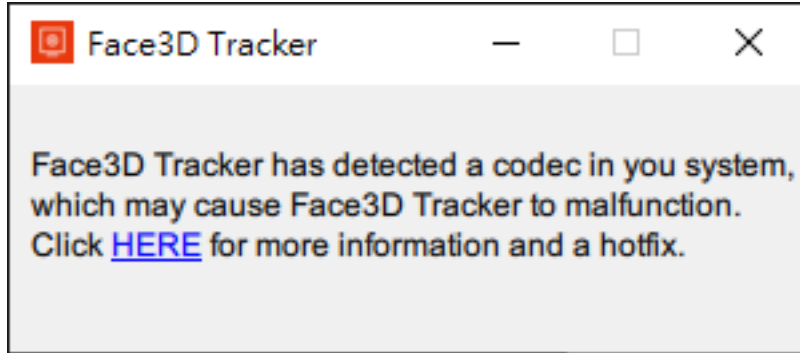 Face3D Tracker
Face3D Tracker has detected a codec in you system,
which may cause Face3D Tracker to malfunction.
Click HERE for more information and a hotfix.